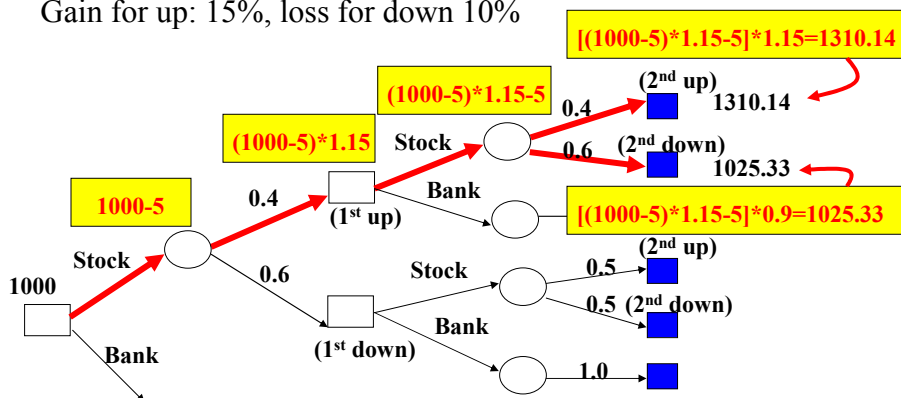 Gain for up: 15%, loss for down 10%
[(1000-5)*1.15-5]*1.15=1310.14
(2nd up)
1310.14
(1000-5)*1.15-5
0.4
(1000-5)*1.15
Stock
0.6
(2nd down)
1025.33
1000-5
0.4
Bank
[(1000-5)*1.15-5]*0.9=1025.33
(1st up)
(2nd up)
Stock
0.6
Stock
0.5
1000
0.5
(2nd down)
Bank
(1st down)
Bank
1.0